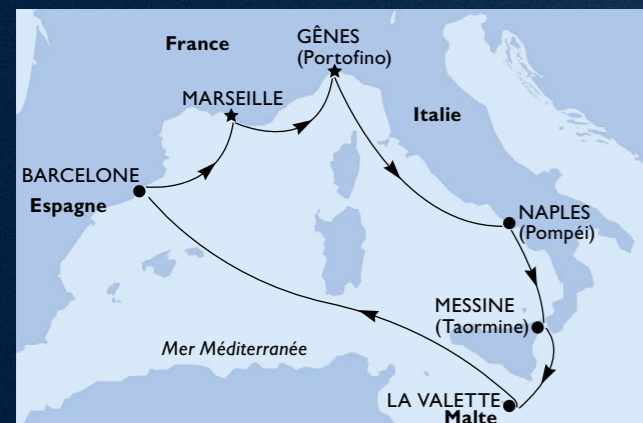 France
GÊNES
(Portofino)
MARSEILLE
Italie
BARCELONE
Espagne
NAPLES
(Pompéi)
MESSINE
(Taormine)
Mer Méditerranée
LA VALETTE
Malte